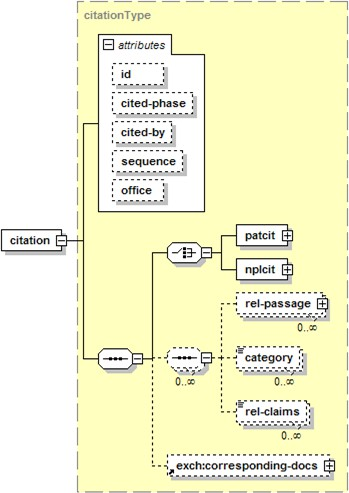 citationType
attributes
id
cited-phase
cited-by
sequence
office
citation
patcit
nplcit
rel-passage
0..∞
category
0..∞
0..∞
rel-claims
0..∞
exch:corresponding-docs